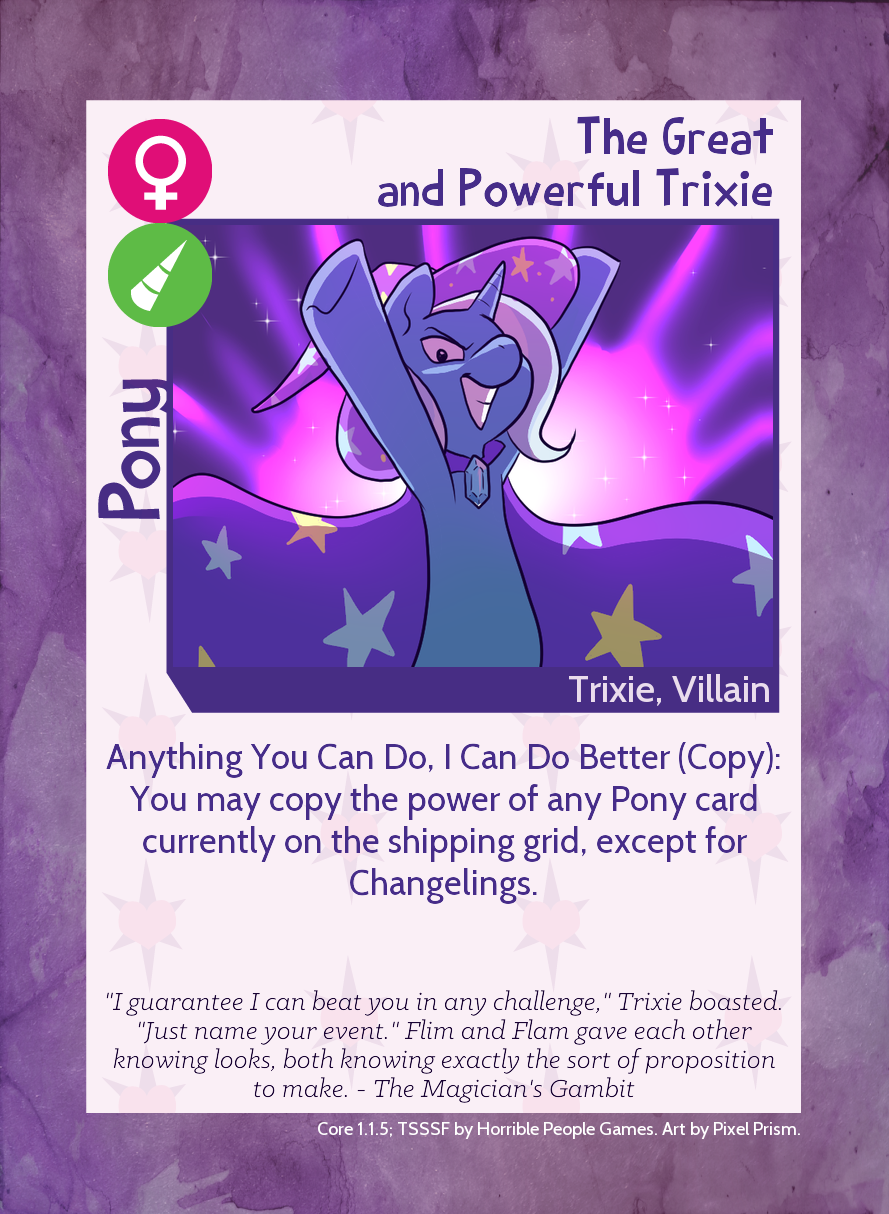 The Great
and Powerful Trixie
Pony
Trixie, Villain
Anything You Can Do, I Can Do Better (Copy):
You may copy the power of any Pony card
currently on the shipping grid, except for
Changelings.
"I guarantee I can beat you in any challenge," Trixie boasted.
"Just name your event." Flim and Flam gave each other
knowing looks, both knowing exactly the sort of proposition
to make. - The Magician's Gambit
Core 1.1.5; TSSSF by Horrible People Games. Art by Pixel Prism.